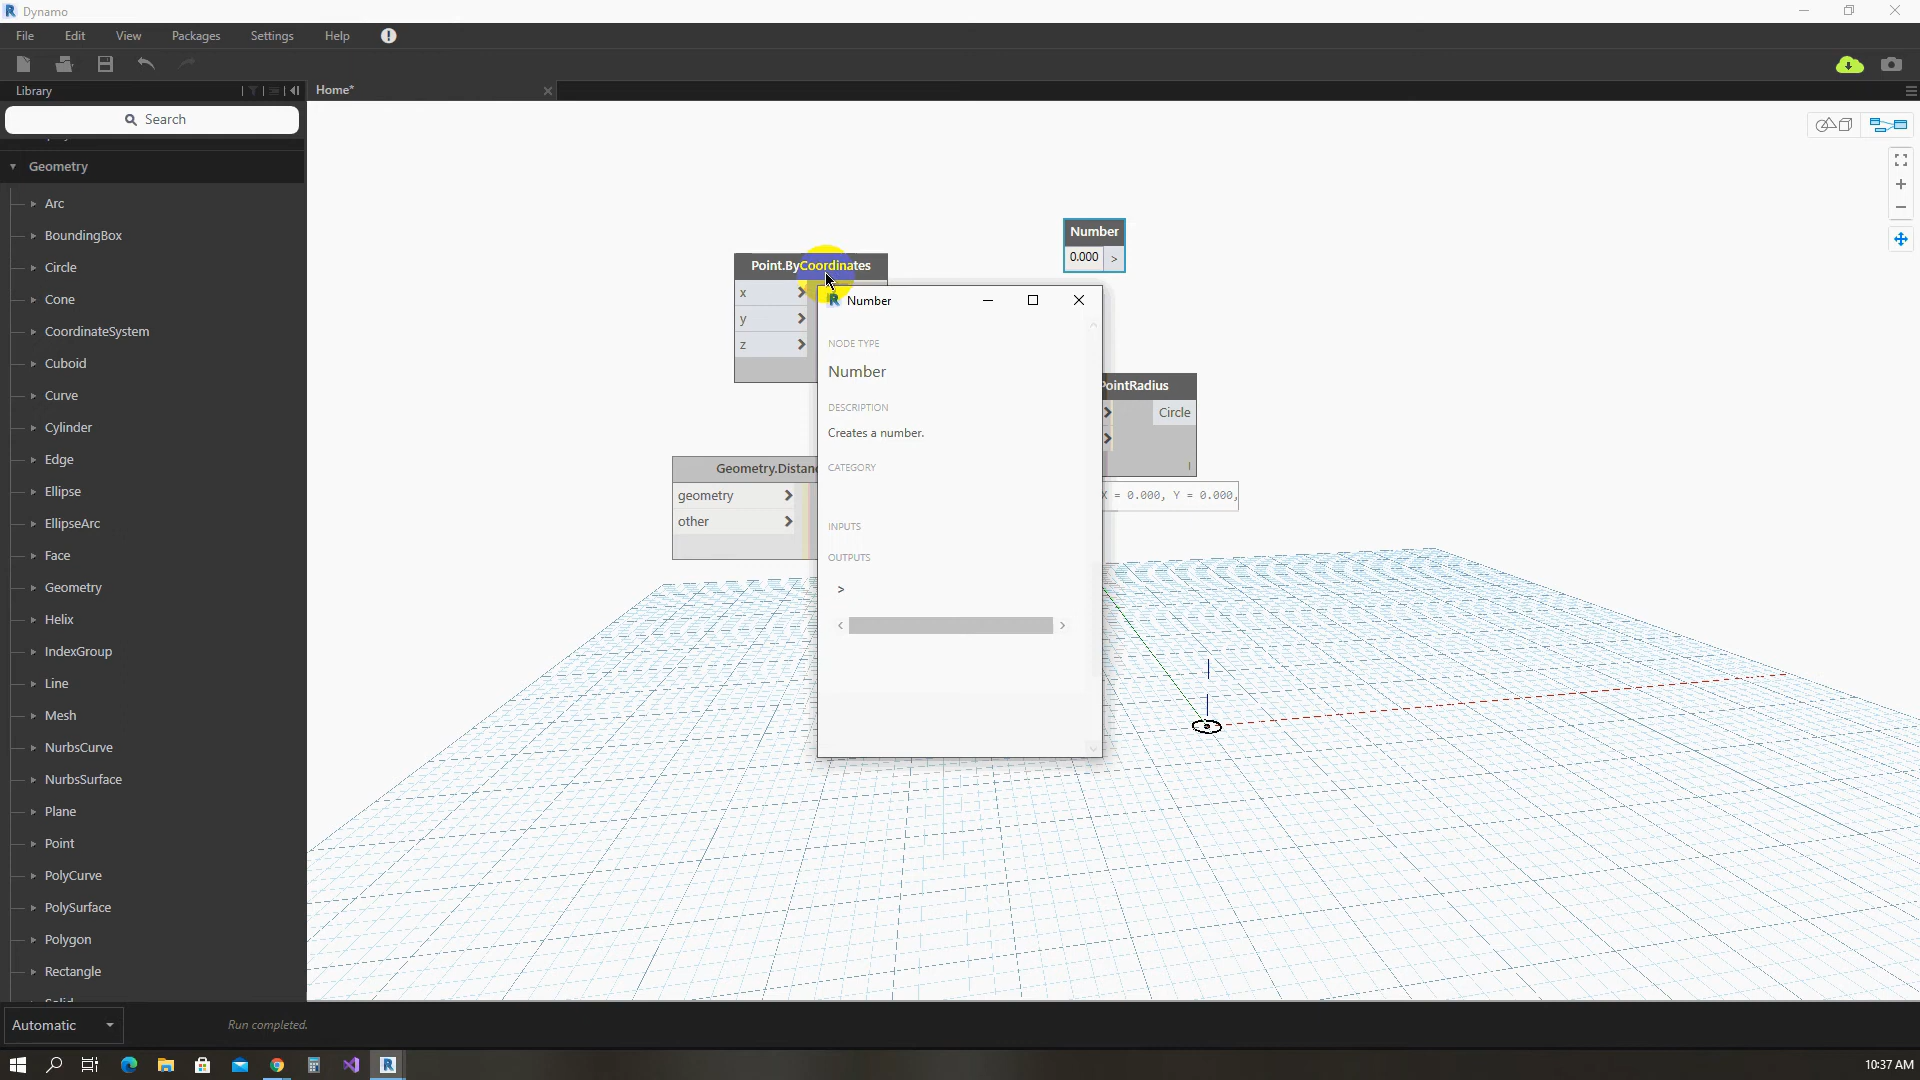 Dynamo
File Edit View Packages Settings Help
Library
Home*
Search
Geometry
Arc
BoundingBox
Circle
Cone
CoordinateSystem
Cuboid
Curve
Cylinder
Edge
Ellipse
EllipseArc
Face
Geometry
Helix
IndexGroup
Line
Mesh
NurbsCurve
NurbsSurface
Plane
Point
PolyCurve
PolySurface
Polygon
Rectangle
Solid
Number
0.000 >
Point.ByCoordinates
x >
y >
z >
Number
NODE TYPE
Number
DESCRIPTION
Creates a number.
CATEGORY
INPUTS
OUTPUTS
>
PointRadius
> Circle
>
I
X = 0.000, Y = 0.000,
Geometry.Distanc
geometry >
other >
Automatic
Run completed.
10:37 AM